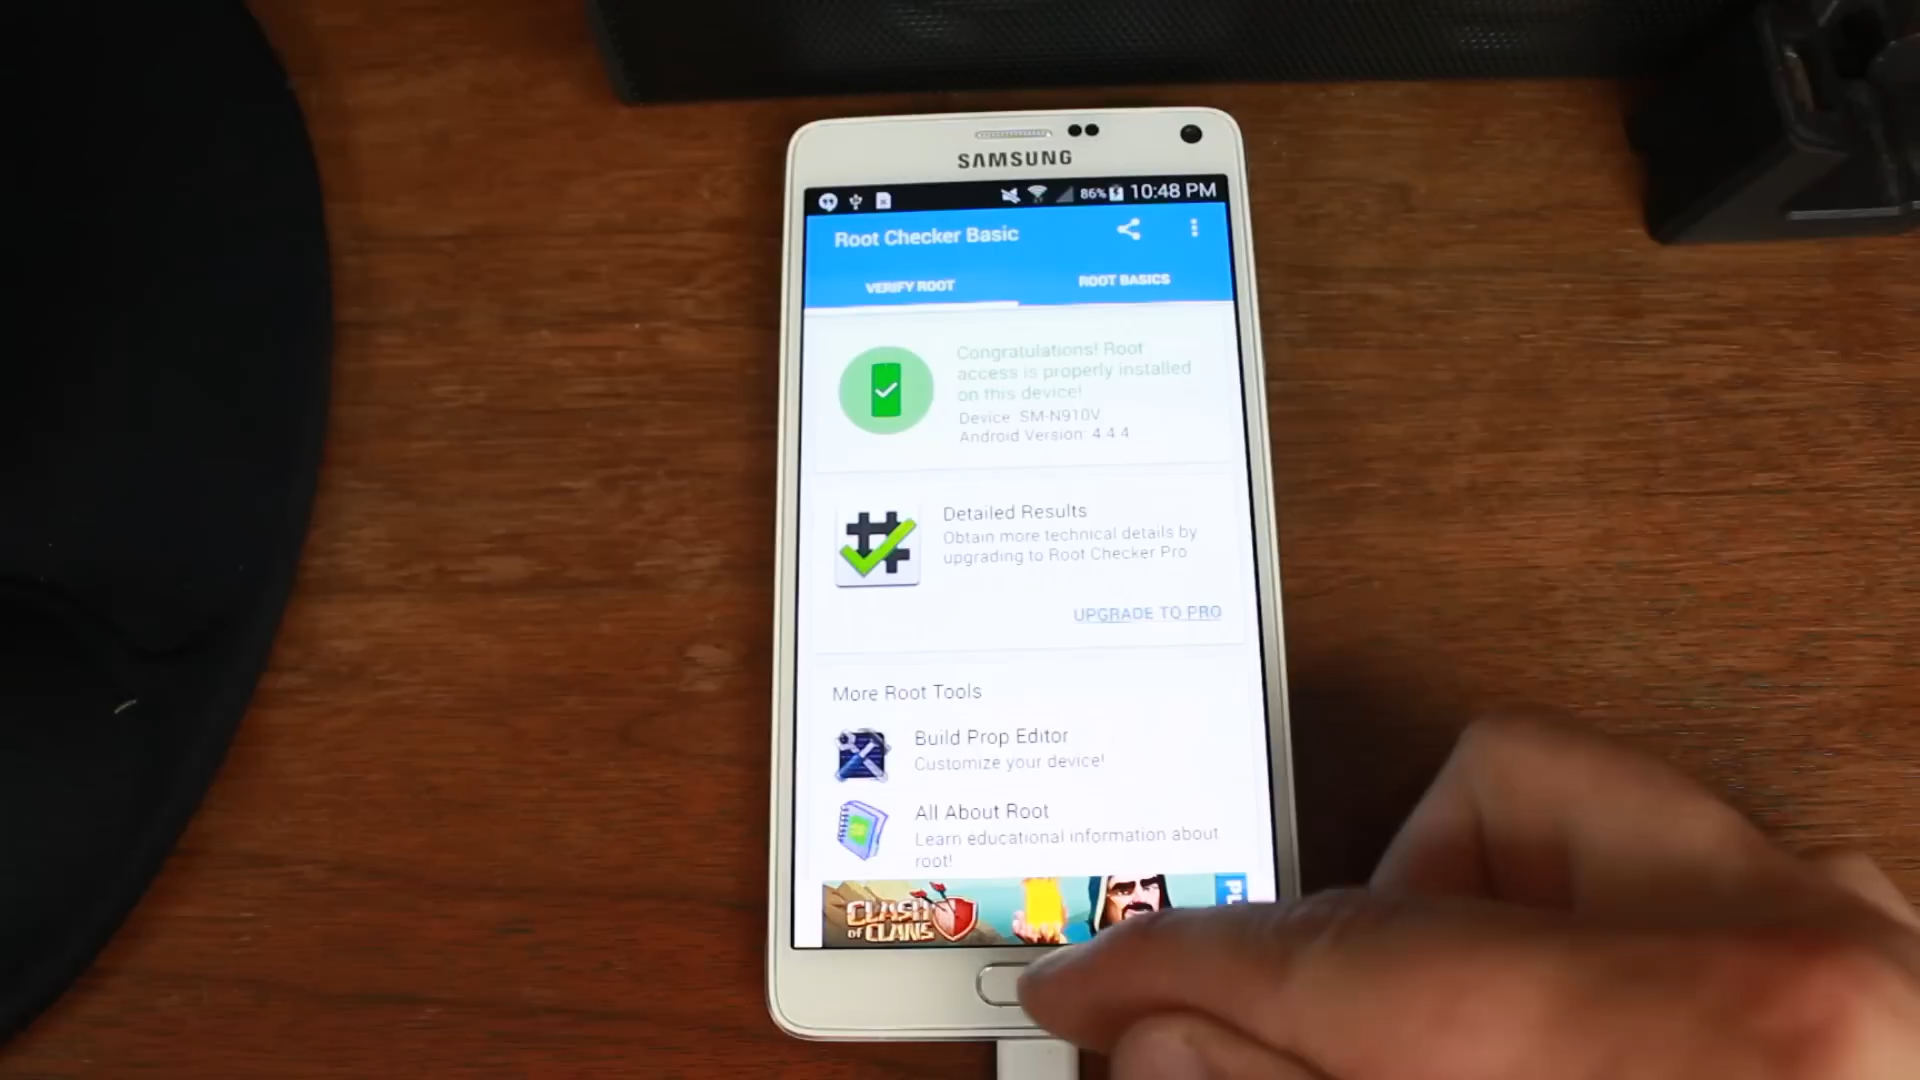 SAMSUNG
86% 10:48 PM
Root Checker Basic
VERIFY ROOT ROOT BASICS
Congratulations! Root
access is properly installed
on this device!
Device: SM-N910V
Android Version: 4.4.4
Detailed Results
Obtain more technical details by
upgrading to Root Checker Pro
UPGRADE TO PRO
More Root Tools
Build Prop Editor
Customize your device!
All About Root
Learn educational information about
root!
CLASH
OF CLANS